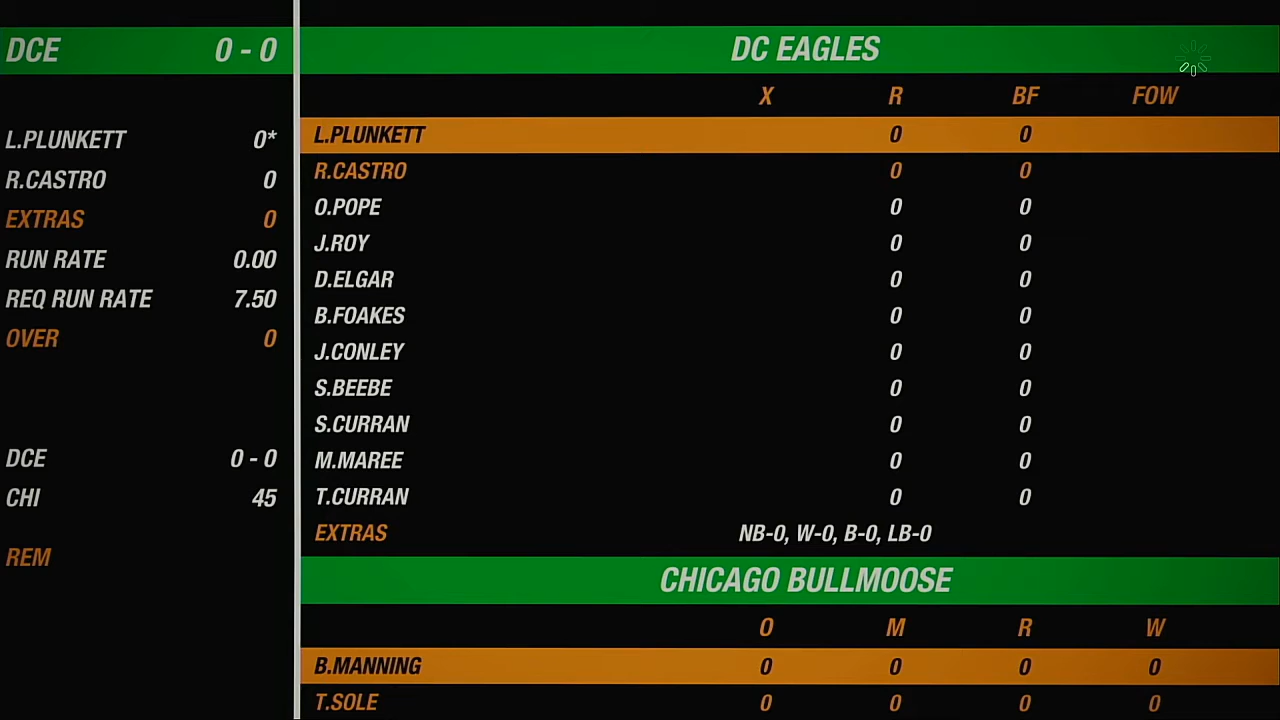 DCE 0 - 0
L.PLUNKETT 0*
R.CASTRO 0
EXTRAS 0
RUN RATE 0.00
REQ RUN RATE 7.50
OVER 0
DCE 0 - 0
CHI 45
REM
DC EAGLES
X R BF FOW
L.PLUNKETT 0 0
R.CASTRO 0 0
O.POPE 0 0
J.ROY 0 0
D.ELGAR 0 0
B.FOAKES 0 0
J.CONLEY 0 0
S.BEEBE 0 0
S.CURRAN 0 0
M.MAREE 0 0
T.CURRAN 0 0
EXTRAS NB-0, W-0, B-0, LB-0
CHICAGO BULLMOOSE
O M R W
B.MANNING 0 0 0 0
T.SOLE 0 0 0 0